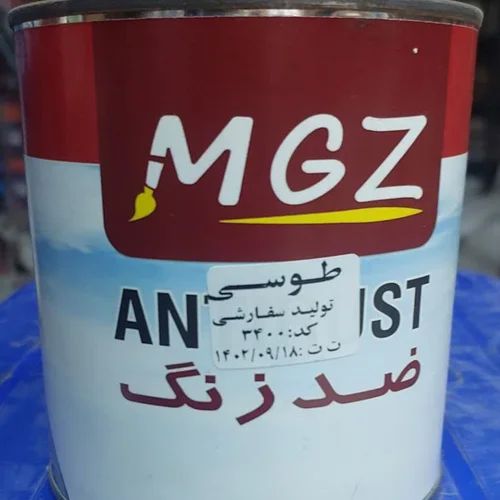 MGZ
طوسی
تولید سفارشی
کد: ۳۴۰۰
ت ت: ۱۴۰۲/۰۹/۱۸
AN UST
ضد زنگ